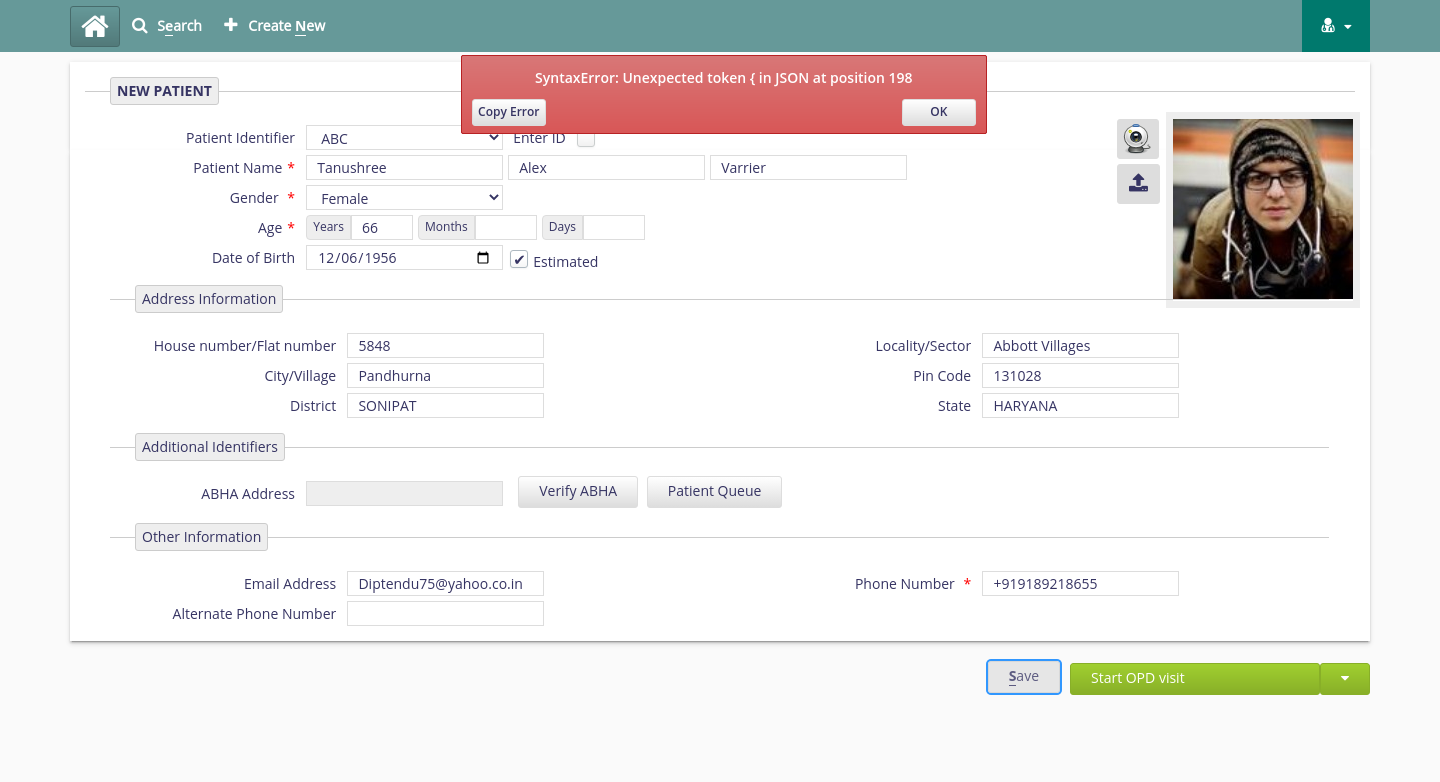 Search Create New
SyntaxError: Unexpected token { in JSON at position 198
Copy Error OK
NEW PATIENT
Patient Identifier ABC Enter ID
Patient Name * Tanushree Alex Varrier
Gender * Female
Age * Years 66 Months Days
Date of Birth 12/06/1956 Estimated
Address Information
House number/Flat number 5848 Locality/Sector Abbott Villages
City/Village Pandhurna Pin Code 131028
District SONIPAT State HARYANA
Additional Identifiers
ABHA Address Verify ABHA Patient Queue
Other Information
Email Address Diptendu75@yahoo.co.in Phone Number * +919189218655
Alternate Phone Number
Save Start OPD visit